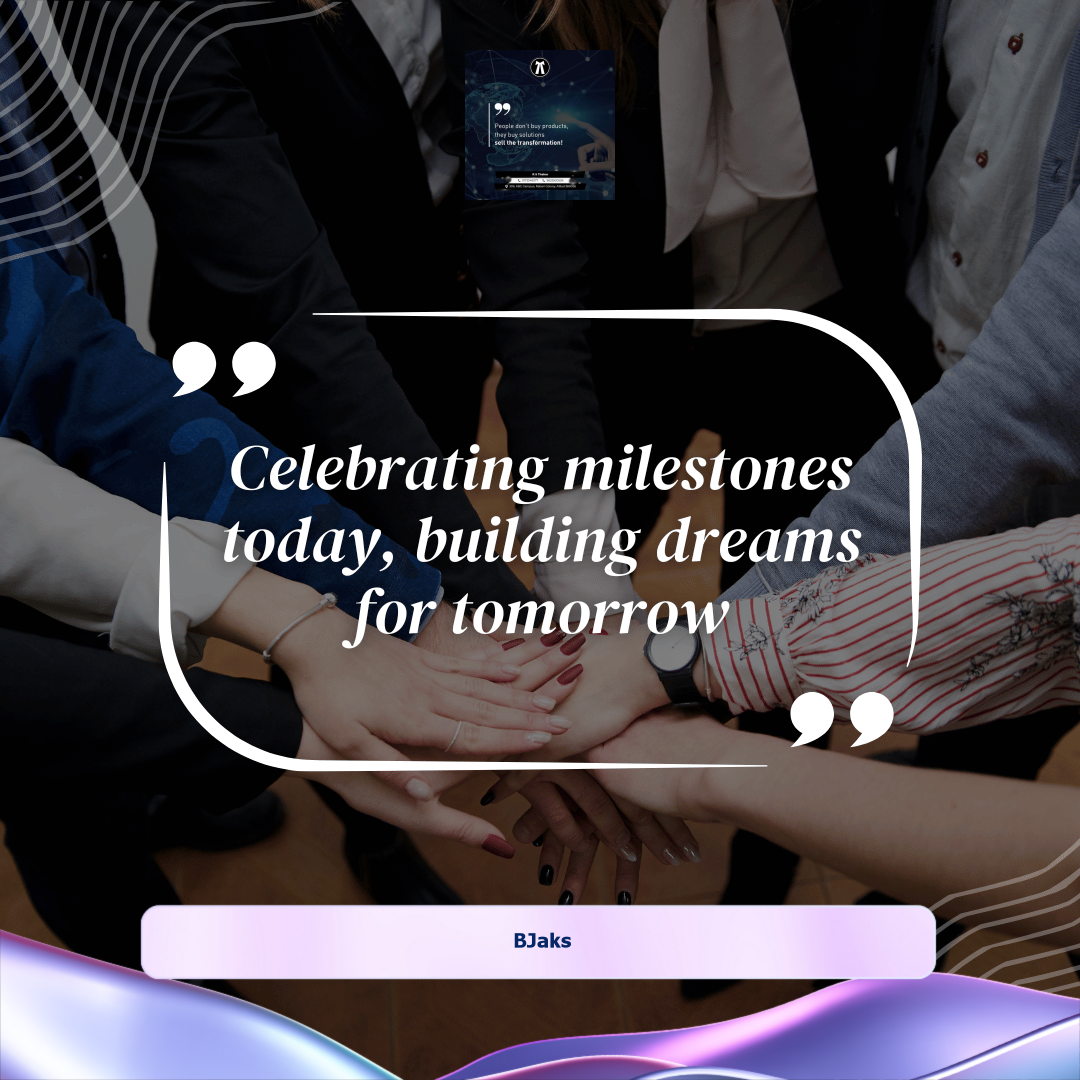 People don't buy products,
they buy solutions
sell the transformation!
Celebrating milestones
today, building dreams
for tomorrow
BJaks